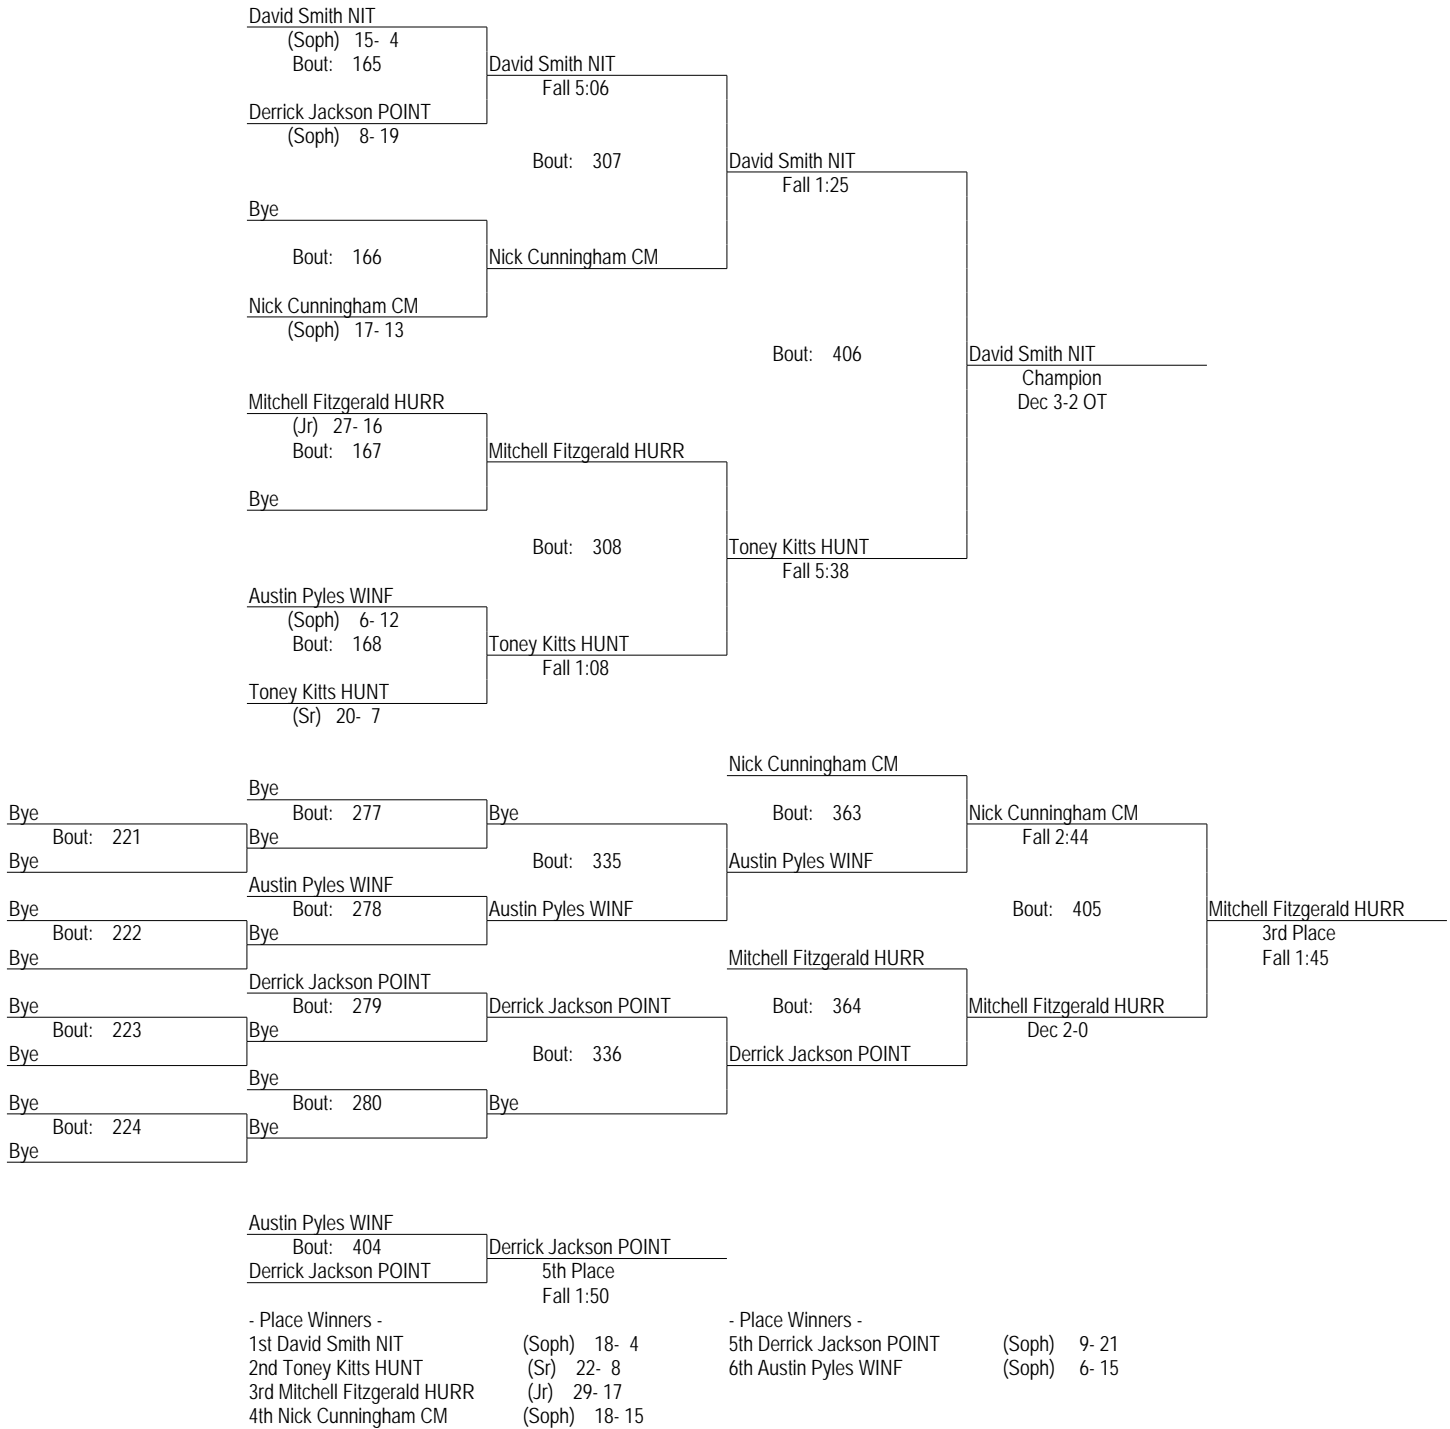 David Smith NIT
(Soph) 15- 4
Bout: 165
David Smith NIT
Fall 5:06
Derrick Jackson POINT
(Soph) 8- 19
Bout: 307
David Smith NIT
Fall 1:25
Bye
Bout: 166
Nick Cunningham CM
Nick Cunningham CM
(Soph) 17- 13
Bout: 406
David Smith NIT
Champion
Dec 3-2 OT
Mitchell Fitzgerald HURR
(Jr) 27- 16
Bout: 167
Mitchell Fitzgerald HURR
Bye
Bout: 308
Toney Kitts HUNT
Fall 5:38
Austin Pyles WINF
(Soph) 6- 12
Bout: 168
Toney Kitts HUNT
Fall 1:08
Toney Kitts HUNT
(Sr) 20- 7
Nick Cunningham CM
Bye
Bye
Bout: 277
Bye
Bout: 363
Nick Cunningham CM
Bout: 221
Bye
Fall 2:44
Bye
Bout: 335
Austin Pyles WINF
Austin Pyles WINF
Bye
Bout: 278
Austin Pyles WINF
Bout: 405
Mitchell Fitzgerald HURR
Bout: 222
Bye
3rd Place
Bye
Mitchell Fitzgerald HURR
Fall 1:45
Derrick Jackson POINT
Bye
Bout: 279
Derrick Jackson POINT
Bout: 364
Mitchell Fitzgerald HURR
Bout: 223
Bye
Dec 2-0
Bye
Bout: 336
Derrick Jackson POINT
Bye
Bye
Bout: 280
Bye
Bout: 224
Bye
Bye
Austin Pyles WINF
Bout: 404
Derrick Jackson POINT
Derrick Jackson POINT
5th Place
Fall 1:50
- Place Winners -
1st David Smith NIT (Soph) 18- 4
2nd Toney Kitts HUNT (Sr) 22- 8
3rd Mitchell Fitzgerald HURR (Jr) 29- 17
4th Nick Cunningham CM (Soph) 18- 15
- Place Winners -
5th Derrick Jackson POINT (Soph) 9- 21
6th Austin Pyles WINF (Soph) 6- 15